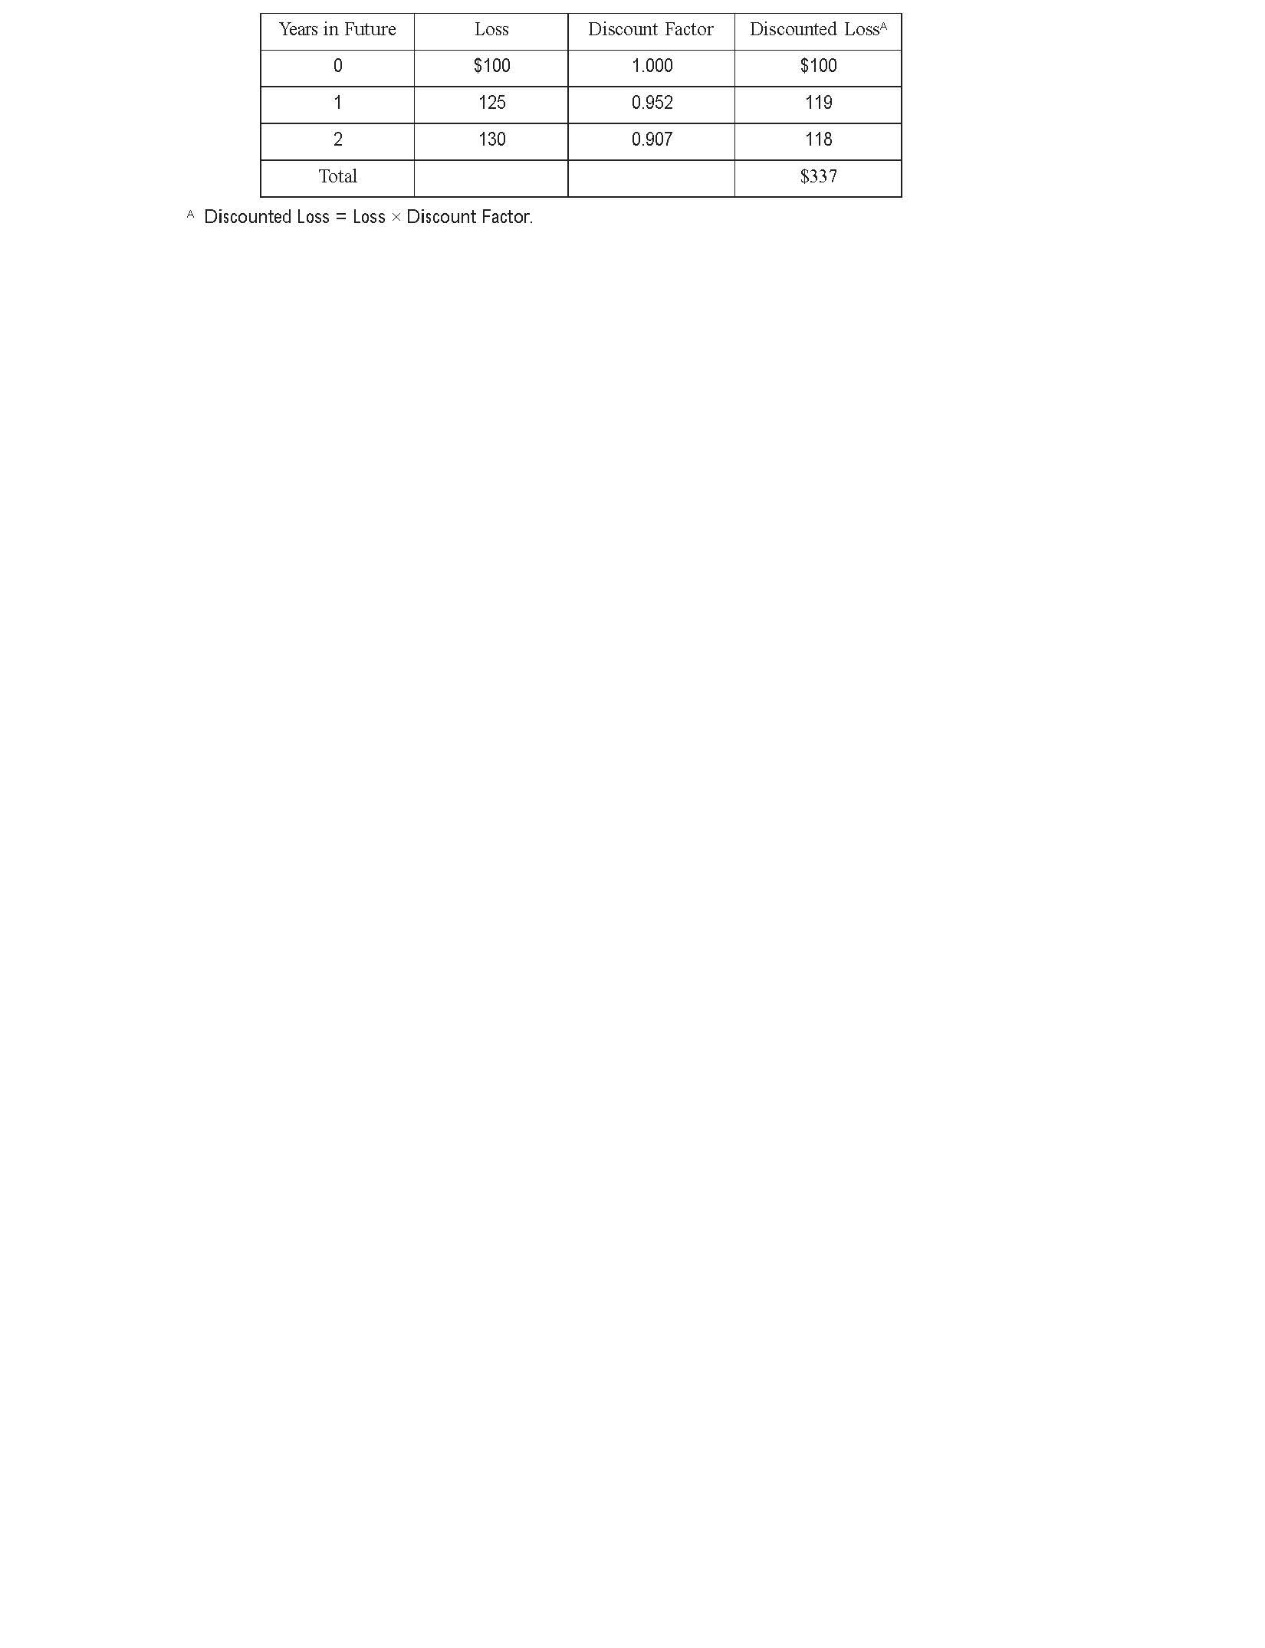 Years in Future Loss Discount Factor Discounted Lossᴬ
0 $100 1.000 $100
1 125 0.952 119
2 130 0.907 118
Total $337
ᴬ Discounted Loss = Loss × Discount Factor.